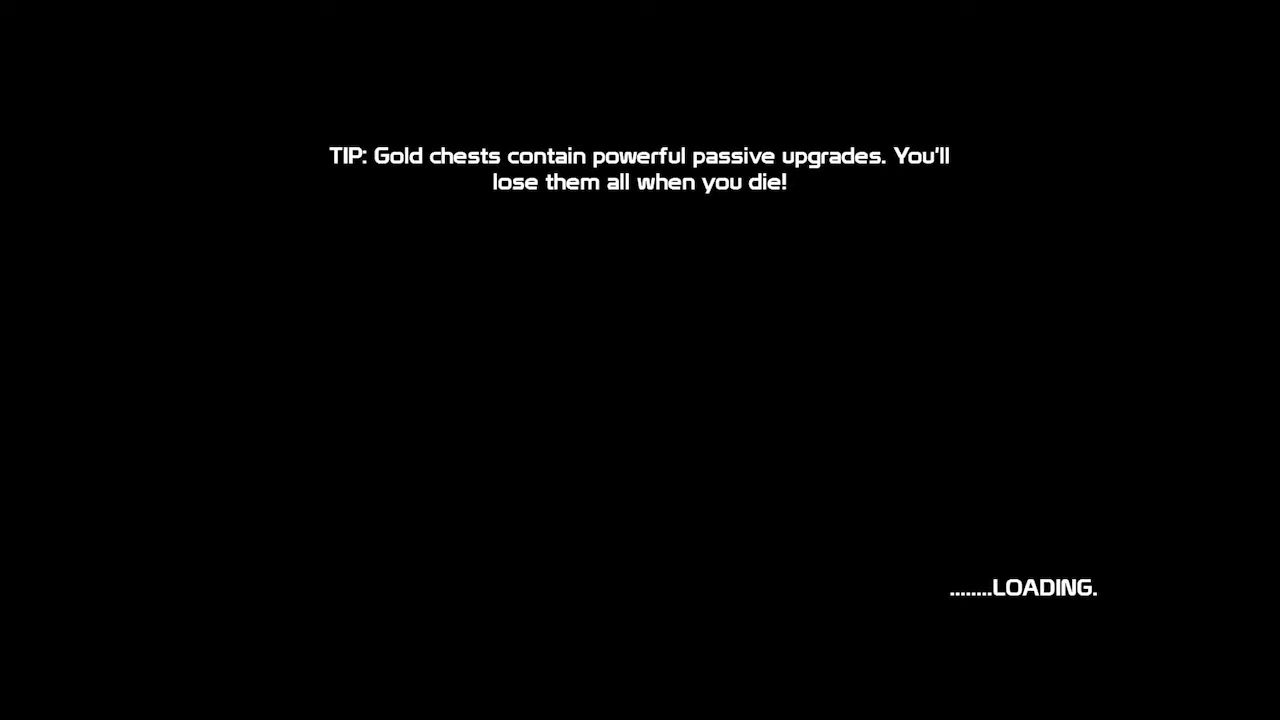 TIP: Gold chests contain powerful passive upgrades. You'll
lose them all when you die!
........LOADING.